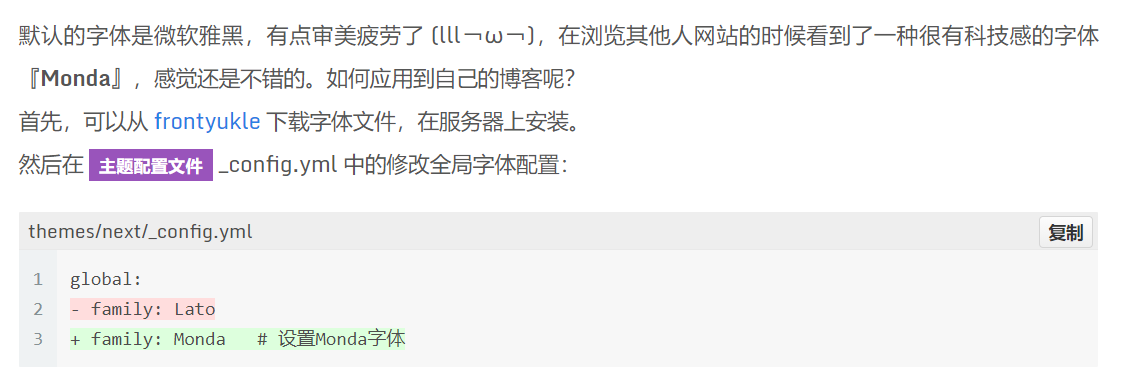 默认的字体是微软雅黑，有点审美疲劳了 (lll￢ω￢)，在浏览其他人网站的时候看到了一种很有科技感的字体
『Monda』，感觉还是不错的。如何应用到自己的博客呢？
首先，可以从 frontyukle 下载字体文件，在服务器上安装。
然后在 主题配置文件 _config.yml 中的修改全局字体配置：
themes/next/_config.yml
复制
1 global:
2 - family: Lato
3 + family: Monda # 设置Monda字体